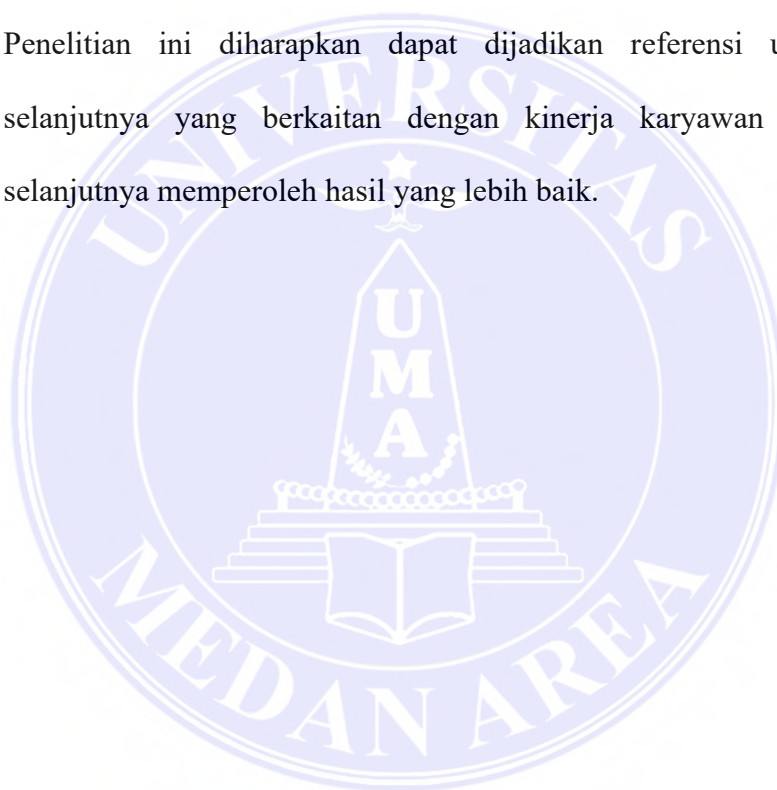 Penelitian ini diharapkan dapat dijadikan referensi
selanjutnya yang berkaitan dengan kinerja karyawan
selanjutnya memperoleh hasil yang lebih baik.
UNIVERSITAS
U
M
A
MEDAN AREA